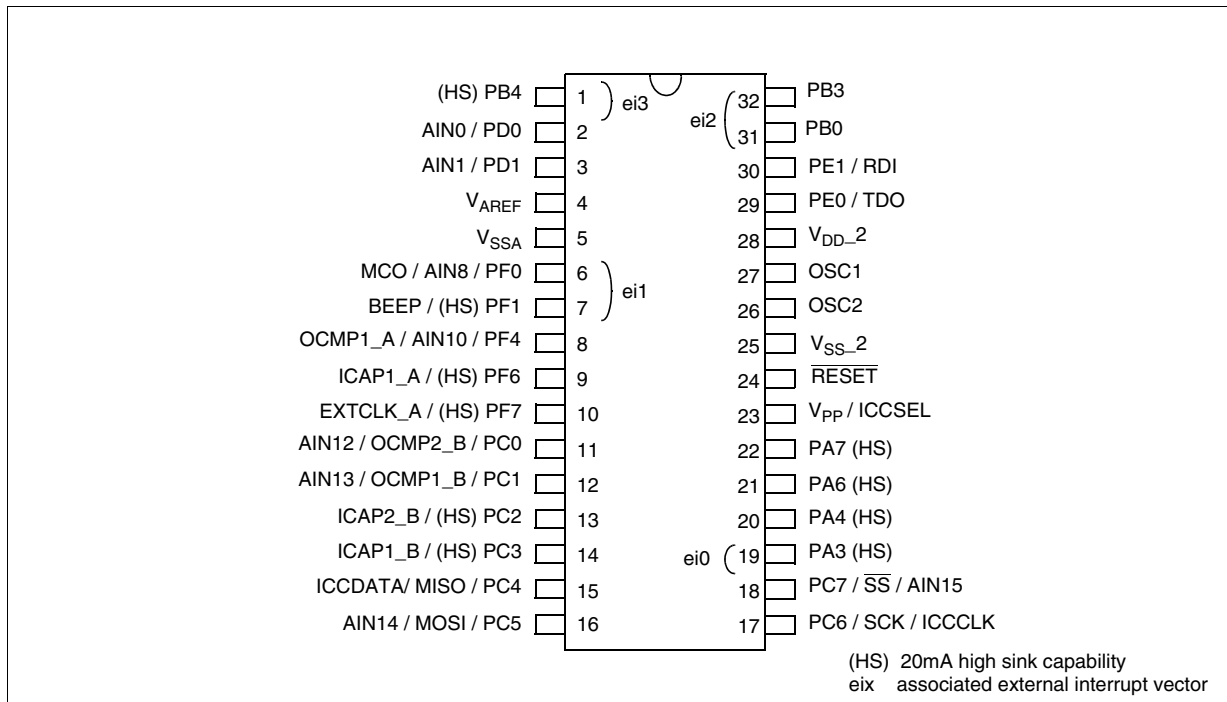 (HS) PB4
AIN0 / PD0
AIN1 / PD1
VAREF
VSSA
MCO / AIN8 / PF0
BEEP / (HS) PF1
OCMP1_A / AIN10 / PF4
ICAP1_A / (HS) PF6
EXTCLK_A / (HS) PF7
AIN12 / OCMP2_B / PC0
AIN13 / OCMP1_B / PC1
ICAP2_B / (HS) PC2
ICAP1_B / (HS) PC3
ICCDATA/ MISO / PC4
AIN14 / MOSI / PC5
1
2
3
4
5
6
7
8
9
10
11
12
13
14
15
16
ei3
ei1
ei2
ei0
32
31
30
29
28
27
26
25
24
23
22
21
20
19
18
17
PB3
PB0
PE1 / RDI
PE0 / TDO
VDD_2
OSC1
OSC2
VSS_2
RESET
VPP / ICCSEL
PA7 (HS)
PA6 (HS)
PA4 (HS)
PA3 (HS)
PC7 / SS / AIN15
PC6 / SCK / ICCCLK
(HS) 20mA high sink capability
eix associated external interrupt vector